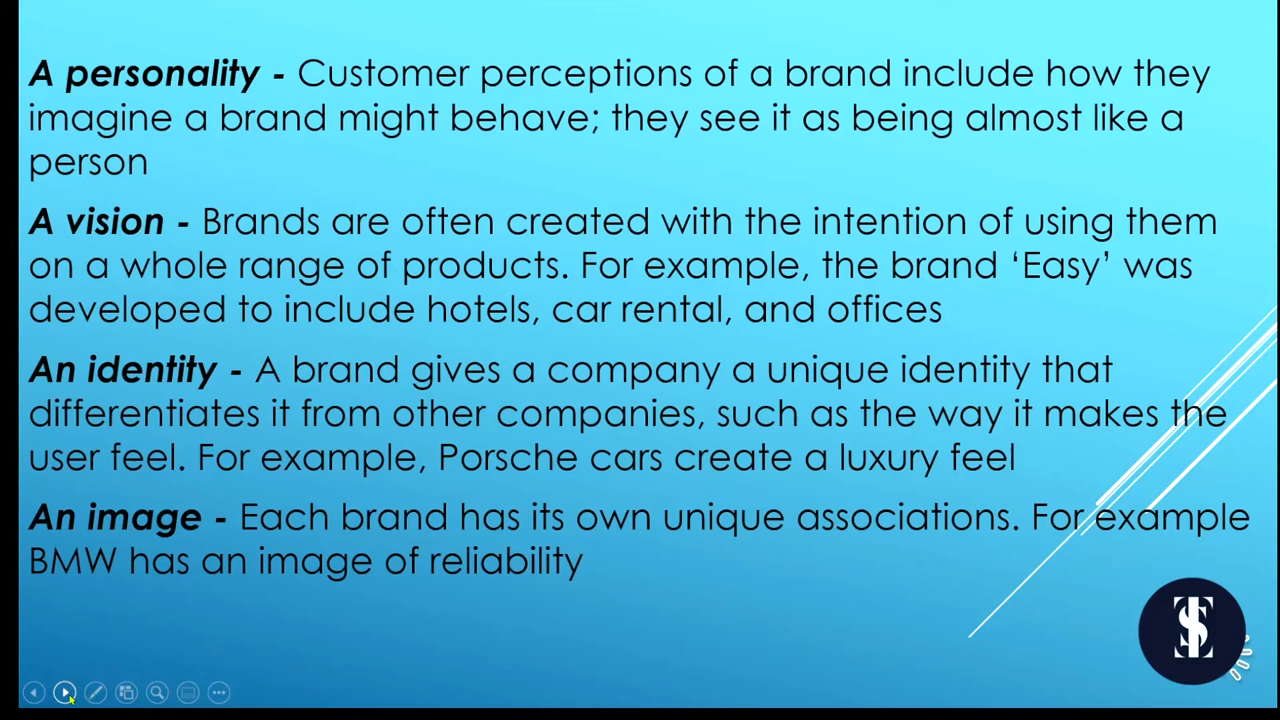 A personality - Customer perceptions of a brand include how they
imagine a brand might behave; they see it as being almost like a
person
A vision - Brands are often created with the intention of using them
on a whole range of products. For example, the brand ‘Easy’ was
developed to include hotels, car rental, and offices
An identity - A brand gives a company a unique identity that
differentiates it from other companies, such as the way it makes the
user feel. For example, Porsche cars create a luxury feel
An image - Each brand has its own unique associations. For example
BMW has an image of reliability